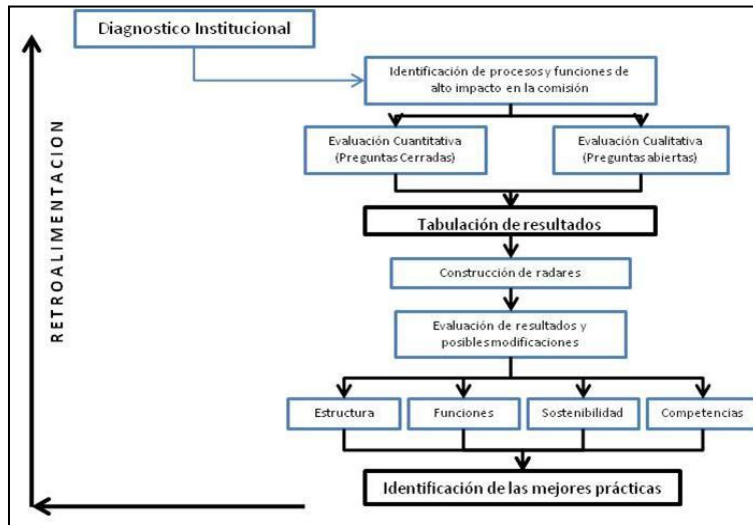 Diagnostico Institucional
Identificación de procesos y funciones de
alto impacto en la comisión
Evaluación Cuantitativa
(Preguntas Cerradas)
Evaluación Cualitativa
(Preguntas abiertas)
Tabulación de resultados
Construcción de radares
Evaluación de resultados y
posibles modificaciones
Estructura
Funciones
Sostenibilidad
Competencias
Identificación de las mejores prácticas
RETROALIMENTACION